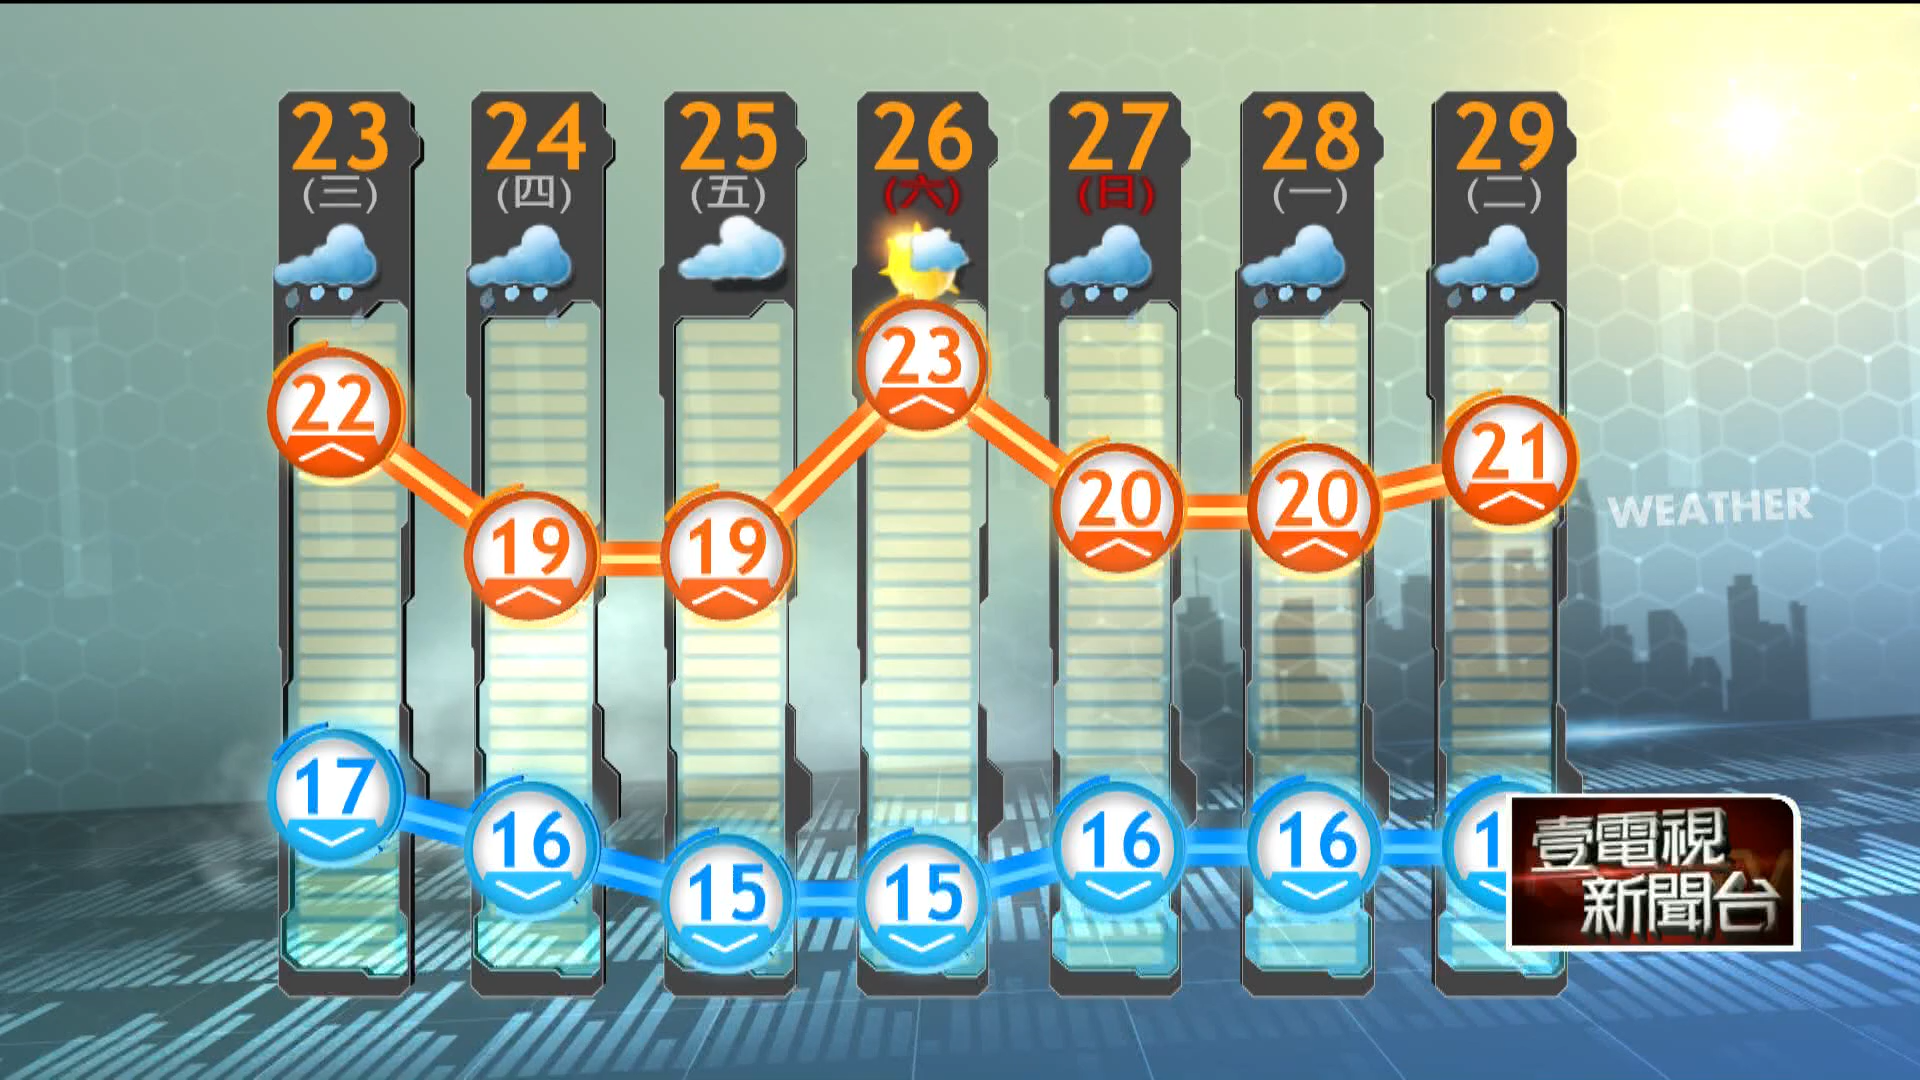 23 24 25 26 27 28 29
(三) (四) (五) (六) (日) (一) (二)
22 19 19 23 20 20 21
WEATHER
17 16 15 15 16 16
壹電視
新聞台